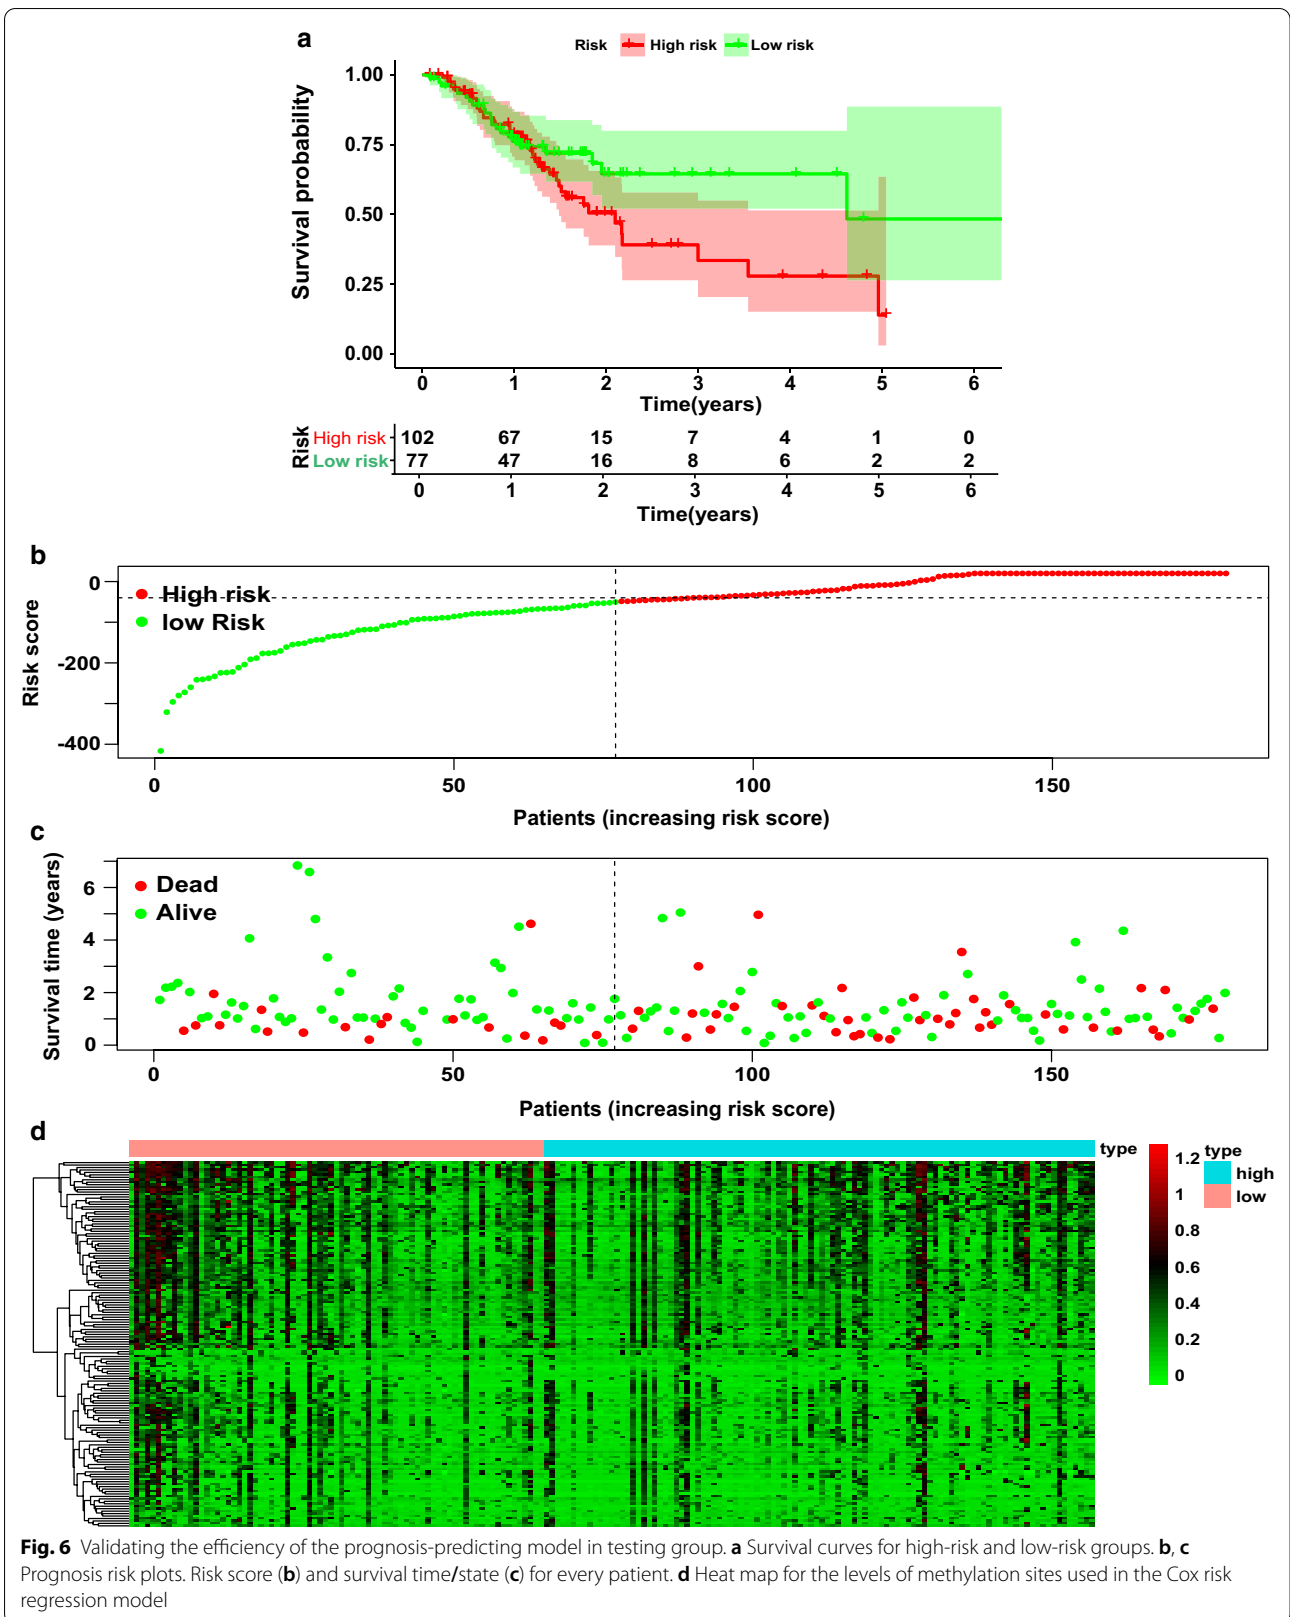 a
Risk High risk Low risk
Survival probability
1.00
0.75
0.50
0.25
0.00
0 1 2 3 4 5 6
Time(years)
Risk
High risk 102 67 15 7 4 1 0
Low risk 77 47 16 8 6 2 2
0 1 2 3 4 5 6
Time(years)
b
Risk score
High risk
low Risk
0
-200
-400
0 50 100 150
Patients (increasing risk score)
c
Survival time (years)
Dead
Alive
6
4
2
0
0 50 100 150
Patients (increasing risk score)
d
type
1.2
1
0.8
0.6
0.4
0.2
0
type
high
low
Fig. 6 Validating the efficiency of the prognosis-predicting model in testing group. a Survival curves for high-risk and low-risk groups. b, c
Prognosis risk plots. Risk score (b) and survival time/state (c) for every patient. d Heat map for the levels of methylation sites used in the Cox risk
regression model